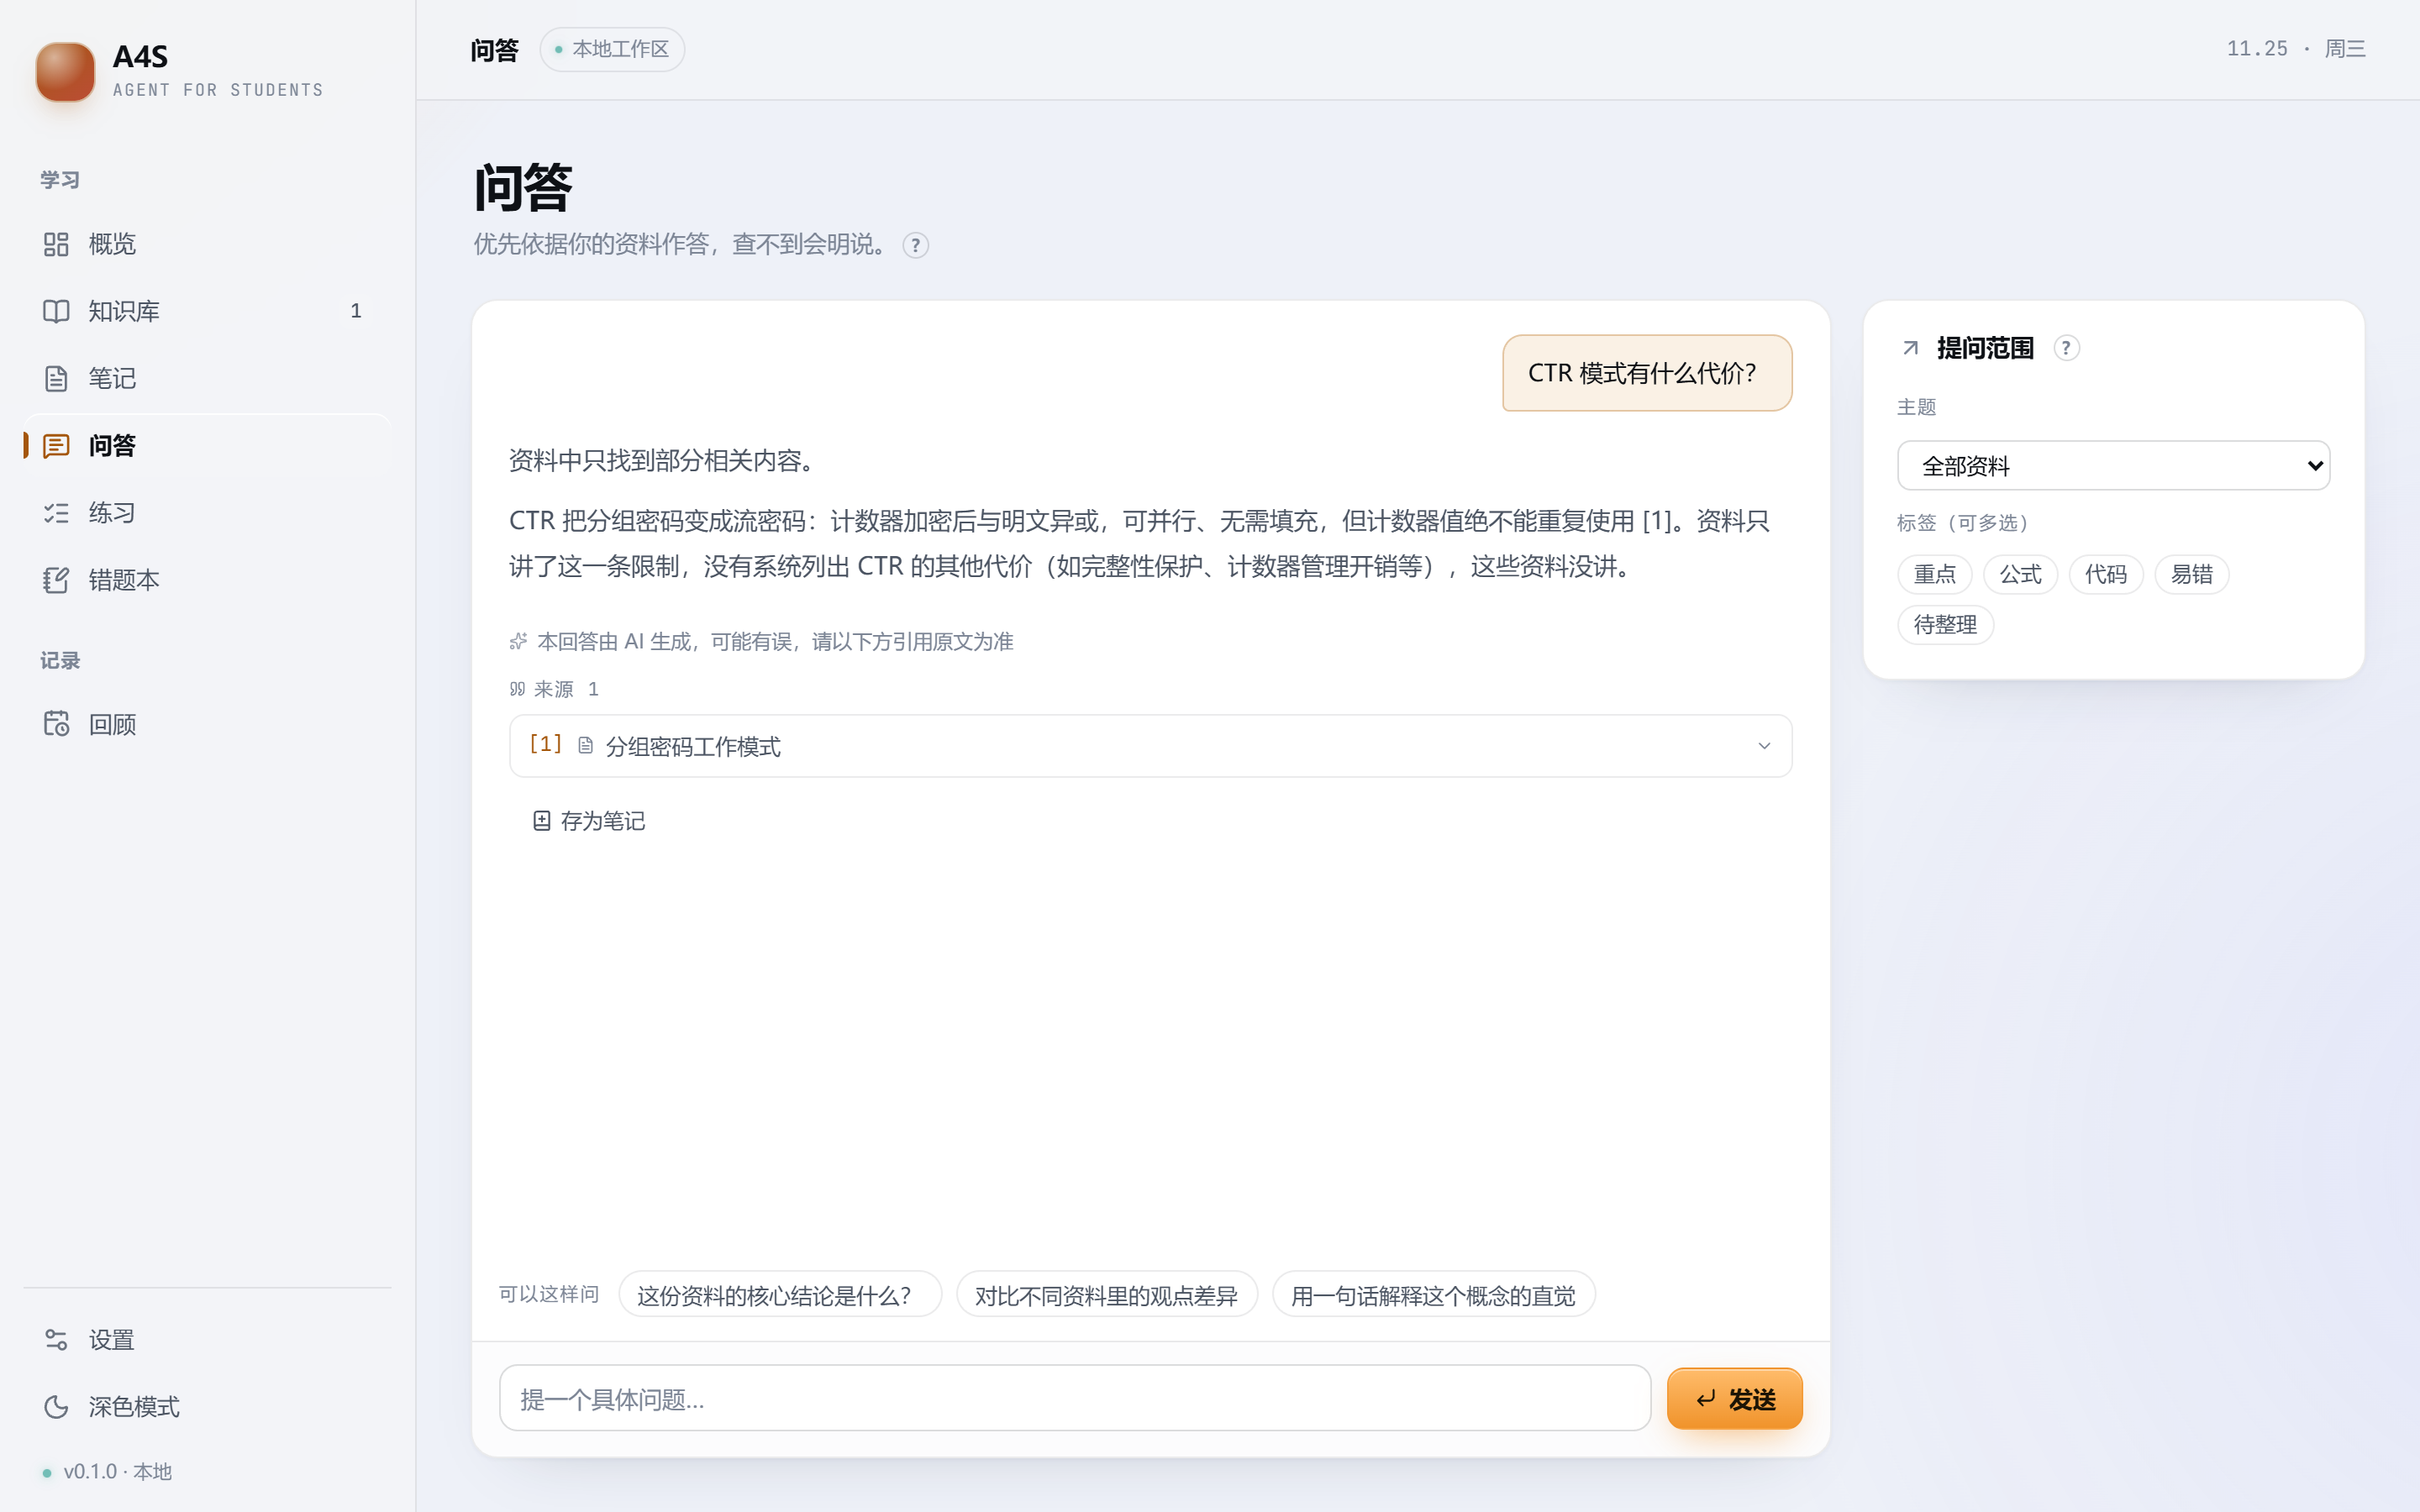 A4S
AGENT FOR STUDENTS
学习
概览
知识库 1
笔记
问答
练习
错题本
记录
回顾
设置
深色模式
v0.1.0 · 本地
问答 本地工作区
11.25 · 周三
问答
优先依据你的资料作答，查不到会明说。 ?
CTR 模式有什么代价？
资料中只找到部分相关内容。
CTR 把分组密码变成流密码：计数器加密后与明文异或，可并行、无需填充，但计数器值绝不能重复使用 [1]。资料只
讲了这一条限制，没有系统列出 CTR 的其他代价（如完整性保护、计数器管理开销等），这些资料没讲。
本回答由 AI 生成，可能有误，请以下方引用原文为准
来源 1
[1] 分组密码工作模式
存为笔记
可以这样问 这份资料的核心结论是什么？ 对比不同资料里的观点差异 用一句话解释这个概念的直觉
提一个具体问题...
发送
提问范围 ?
主题
全部资料
标签（可多选）
重点 公式 代码 易错
待整理